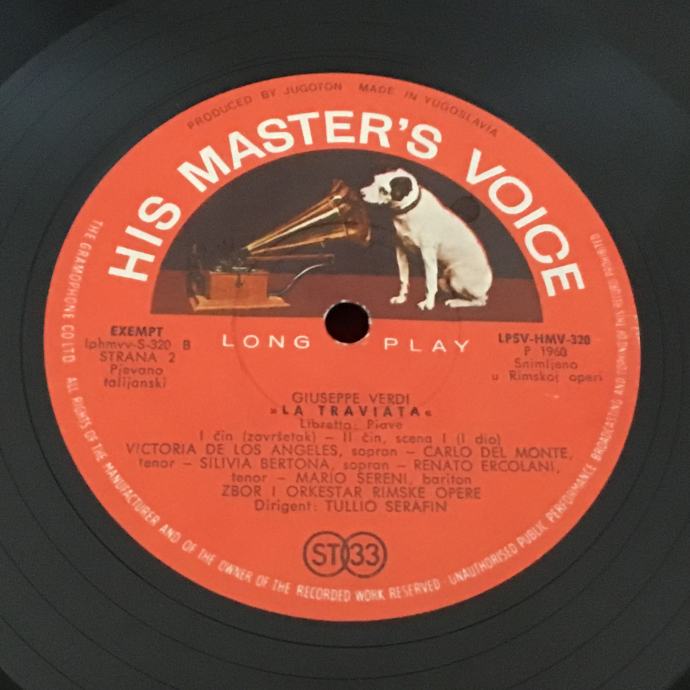 PRODUCED BY JUGOTON MADE IN YUGOSLAVIA
HIS MASTER'S VOICE
LONG PLAY
EXEMPT
lphmvv-S-320 B
STRANA 2
Pjevano
talijanski
LPSV-HMV-320
P 1960
Snimljeno
u Rimskoj operi
GIUSEPPE VERDI
»LA TRAVIATA«
Libretto: Piave
I čin (završetak) – II čin, scena I (I dio)
VICTORIA DE LOS ANGELES, sopran – CARLO DEL MONTE,
tenor – SILIVIA BERTONA, sopran – RENATO ERCOLANI,
tenor – MARIO SERENI, bariton
ZBOR I ORKESTAR RIMSKE OPERE
Dirigent: TULLIO SERAFIN
ST 33
THE GRAMOPHONE CO LTD. ALL RIGHTS OF THE MANUFACTURER AND OF THE OWNER OF THE RECORDED WORK RESERVED · UNAUTHORISED PUBLIC PERFORMANCE BROADCASTING AND COPYING OF THIS RECORD PROHIBITED